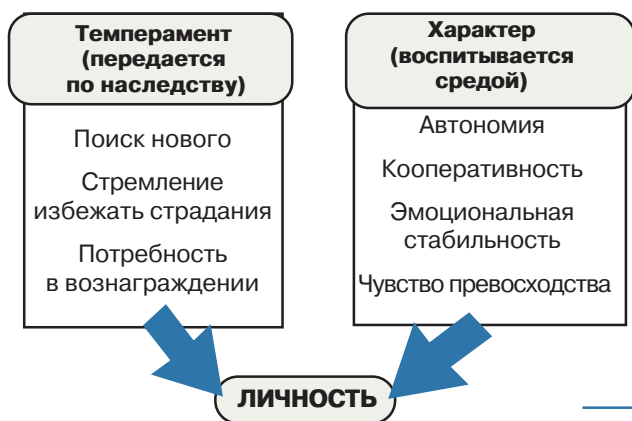 Темперамент
(передается
по наследству)
Поиск нового
Стремление
избежать страдания
Потребность
в вознаграждении
Характер
(воспитывается
средой)
Автономия
Кооперативность
Эмоциональная
стабильность
Чувство превосходства
ЛИЧНОСТЬ